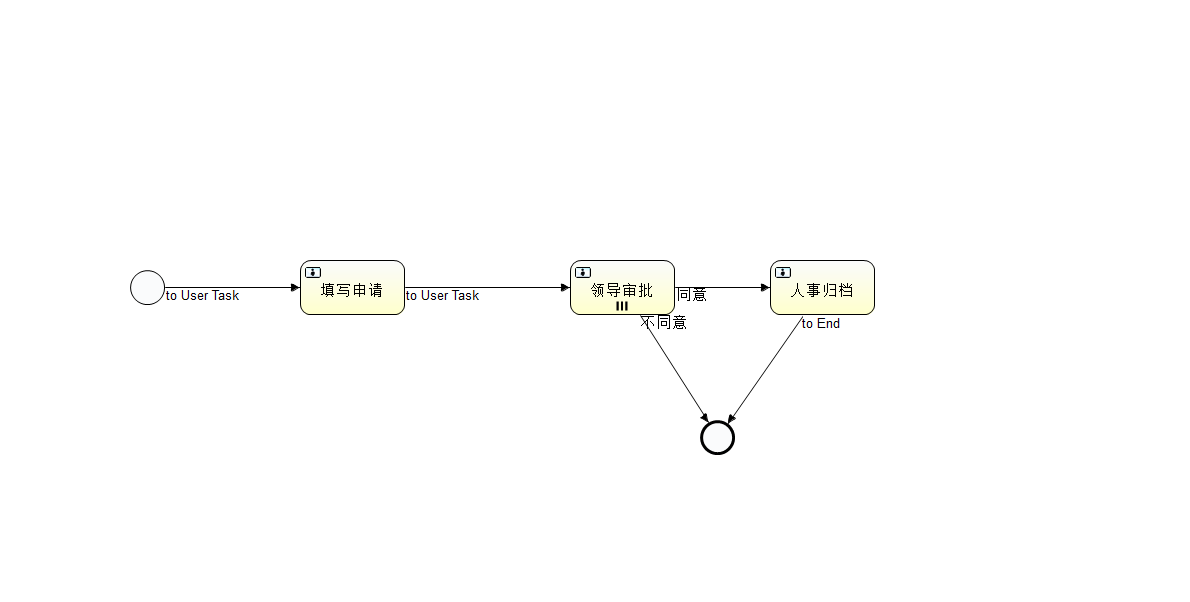 填写申请
领导审批
人事归档
to User Task
to User Task
同意
不同意
to End